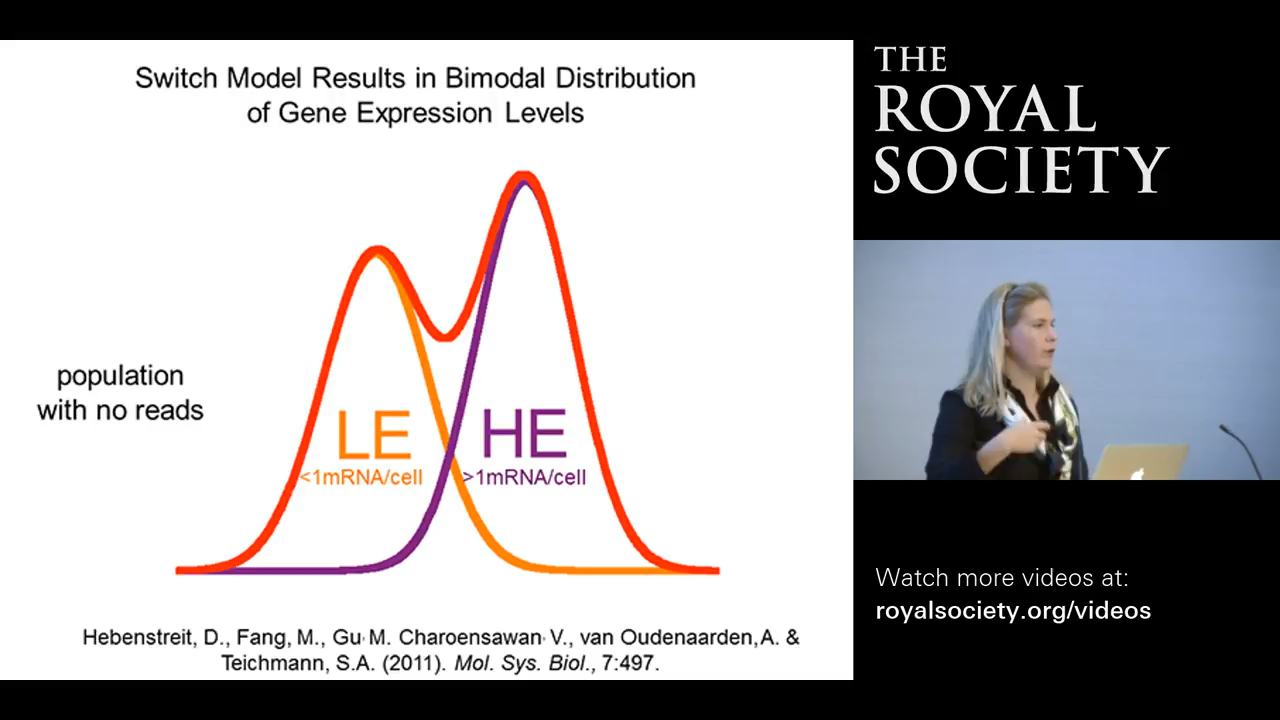 Switch Model Results in Bimodal Distribution
of Gene Expression Levels
population
with no reads
LE
<1mRNA/cell
HE
>1mRNA/cell
Hebenstreit, D., Fang, M., Gu, M. Charoensawan, V., van Oudenaarden, A. &
Teichmann, S.A. (2011). Mol. Sys. Biol., 7:497.
THE
ROYAL
SOCIETY
Watch more videos at:
royalsociety.org/videos